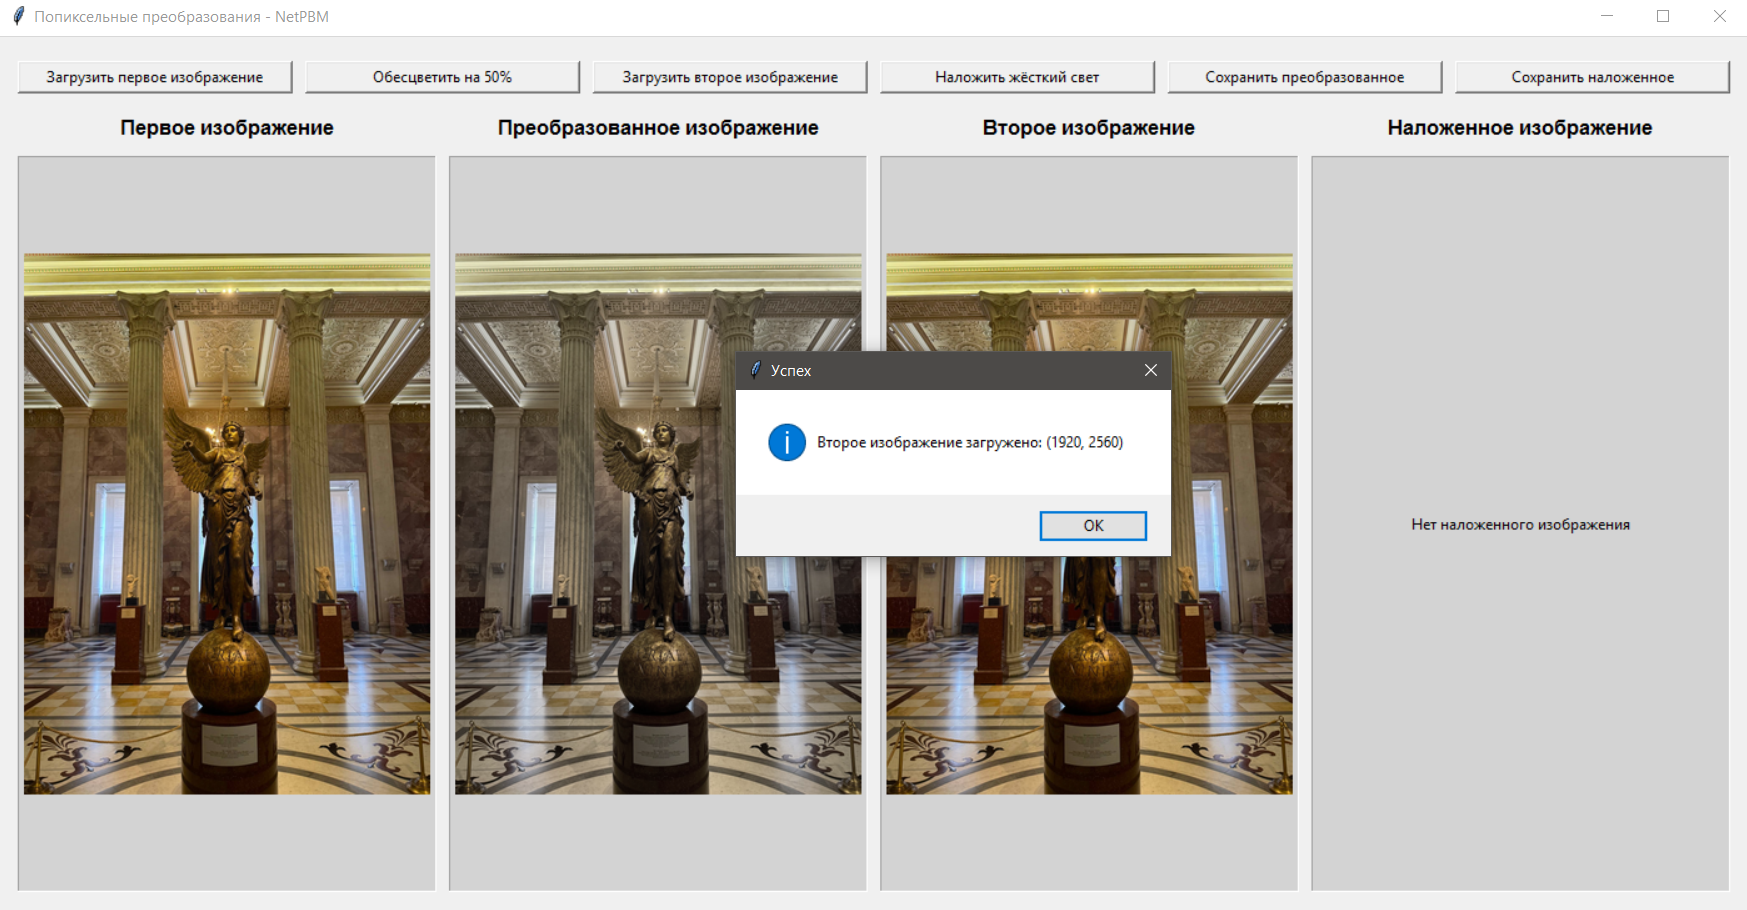 Попиксельные преобразования - NetPBM
Загрузить первое изображение
Обесцветить на 50%
Загрузить второе изображение
Наложить жёсткий свет
Сохранить преобразованное
Сохранить наложенное
Первое изображение
Преобразованное изображение
Второе изображение
Наложенное изображение
Успех
Второе изображение загружено: (1920, 2560)
OK
Нет наложенного изображения